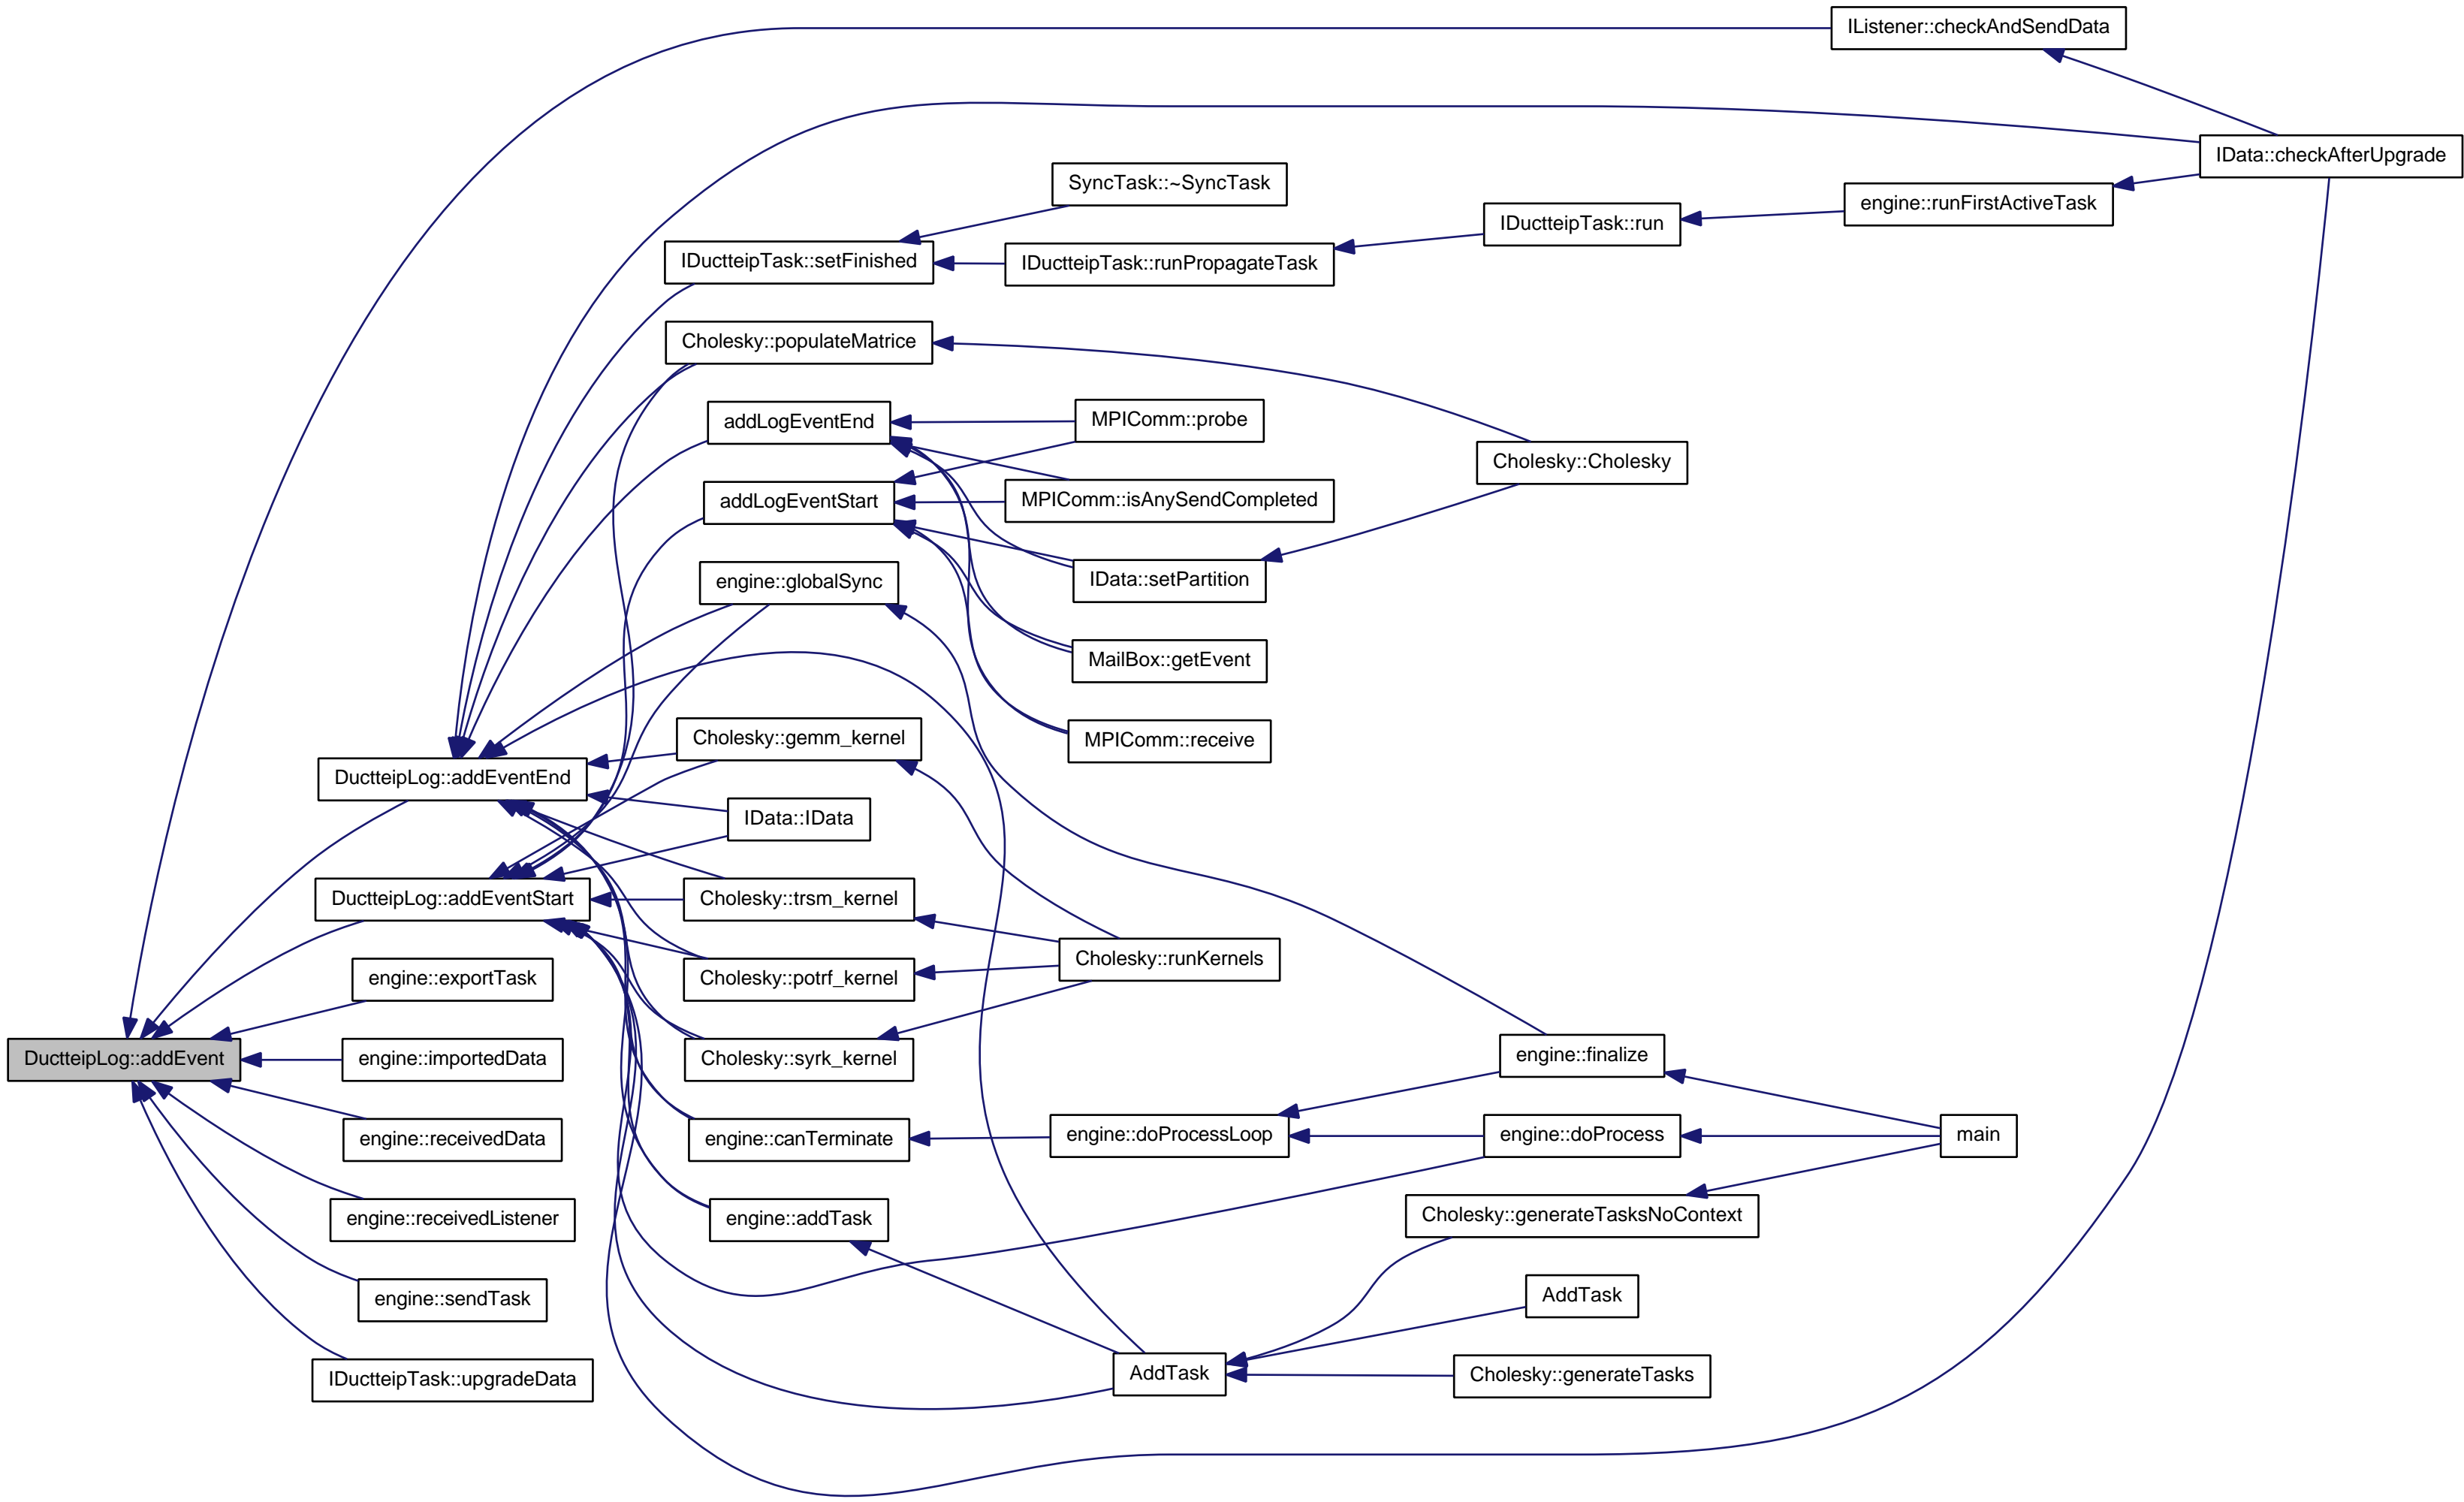 IListener::checkAndSendData
IData::checkAfterUpgrade
SyncTask::~SyncTask
engine::runFirstActiveTask
IDuctteipTask::run
IDuctteipTask::setFinished
IDuctteipTask::runPropagateTask
Cholesky::populateMatrice
addLogEventEnd
MPIComm::probe
Cholesky::Cholesky
addLogEventStart
MPIComm::isAnySendCompleted
engine::globalSync
IData::setPartition
MailBox::getEvent
Cholesky::gemm_kernel
MPIComm::receive
DuctteipLog::addEventEnd
IData::IData
DuctteipLog::addEventStart
Cholesky::trsm_kernel
engine::exportTask
Cholesky::potrf_kernel
Cholesky::runKernels
DuctteipLog::addEvent
engine::importedData
Cholesky::syrk_kernel
engine::finalize
engine::receivedData
engine::canTerminate
engine::doProcessLoop
engine::doProcess
main
engine::receivedListener
engine::addTask
Cholesky::generateTasksNoContext
engine::sendTask
AddTask
IDuctteipTask::upgradeData
AddTask
Cholesky::generateTasks